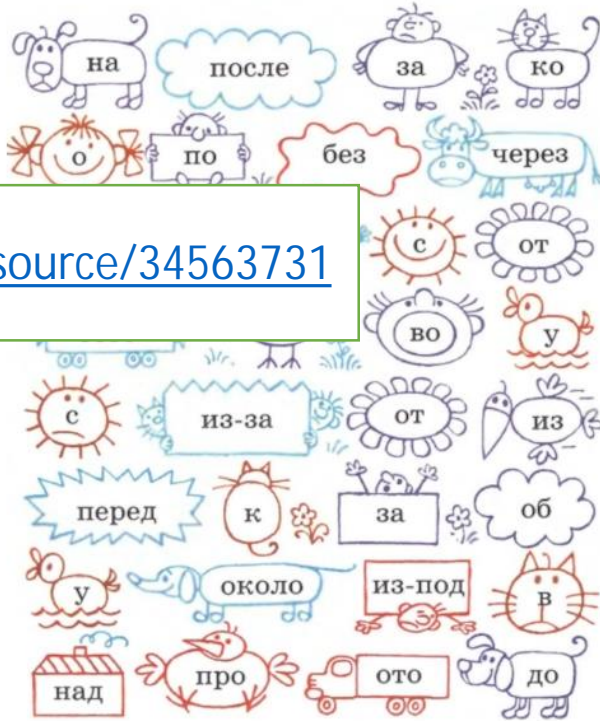 на после за ко
о по без через
source/34563731
с от
во у
с из-за от из
перед к за об
у около из-под в
над про ото до